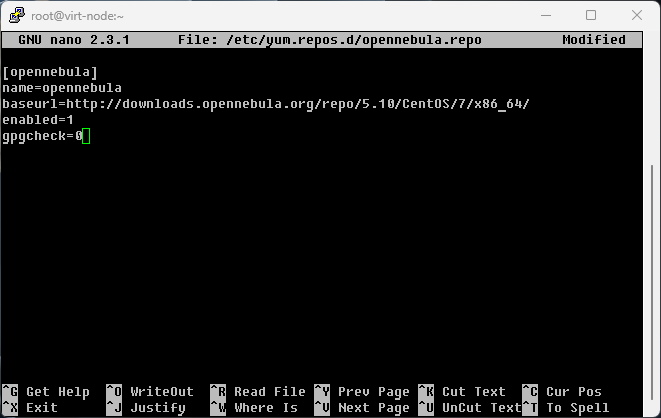 root@virt-node:~
GNU nano 2.3.1 File: /etc/yum.repos.d/opennebula.repo Modified
[opennebula]
name=opennebula
baseurl=http://downloads.opennebula.org/repo/5.10/CentOS/7/x86_64/
enabled=1
gpgcheck=0
^G Get Help ^O WriteOut ^R Read File ^Y Prev Page ^K Cut Text ^C Cur Pos
^X Exit ^J Justify ^W Where Is ^V Next Page ^U UnCut Text ^T To Spell